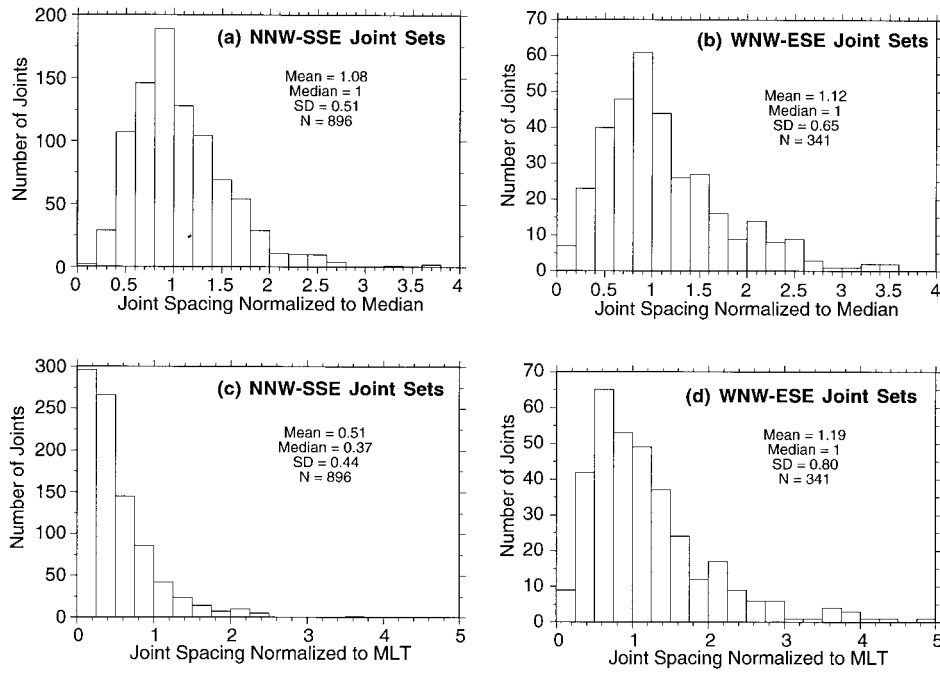 (a) NNW-SSE Joint Sets
Mean = 1.08
Median = 1
SD = 0.51
N = 896
Number of Joints
200
150
100
50
0
0 0.5 1 1.5 2 2.5 3 3.5 4
Joint Spacing Normalized to Median
(b) WNW-ESE Joint Sets
Mean = 1.12
Median = 1
SD = 0.65
N = 341
Number of Joints
70
60
50
40
30
20
10
0
0 0.5 1 1.5 2 2.5 3 3.5 4
Joint Spacing Normalized to Median
(c) NNW-SSE Joint Sets
Mean = 0.51
Median = 0.37
SD = 0.44
N = 896
Number of Joints
300
250
200
150
100
50
0
0 1 2 3 4 5
Joint Spacing Normalized to MLT
(d) WNW-ESE Joint Sets
Mean = 1.19
Median = 1
SD = 0.80
N = 341
Number of Joints
70
60
50
40
30
20
10
0
0 1 2 3 4 5
Joint Spacing Normalized to MLT